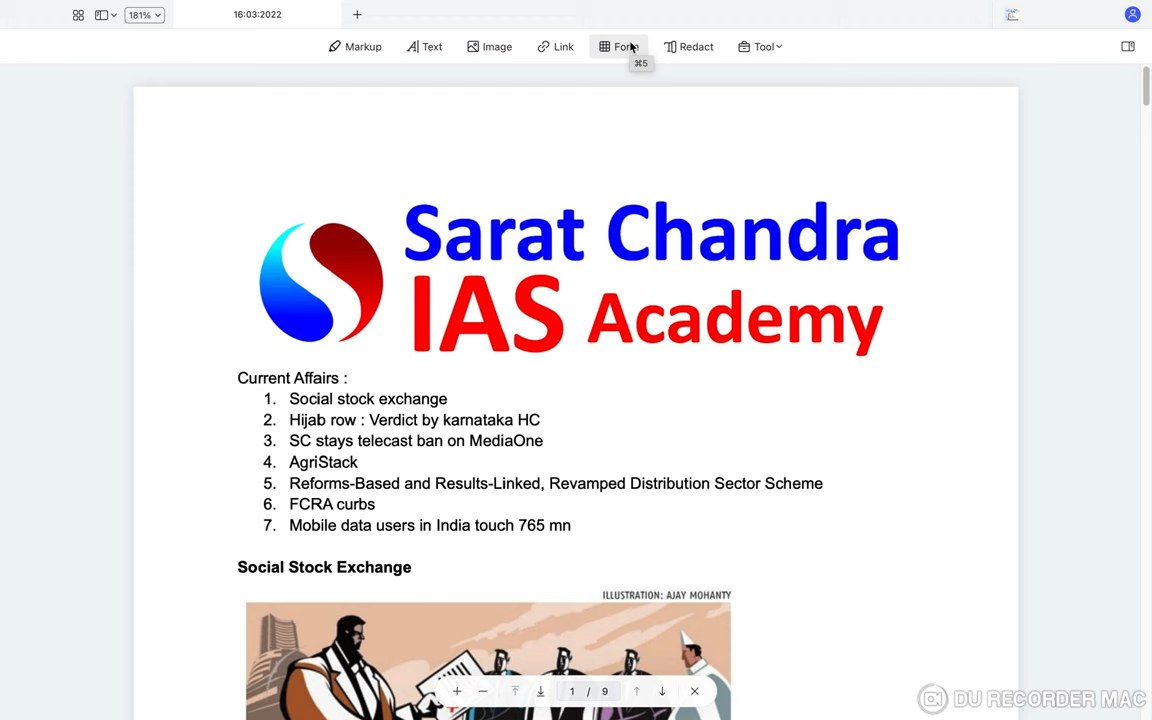 181%
16:03:2022
Markup
Text
Image
Link
Form
Redact
Tool
⌘5
Sarat Chandra
IAS Academy
Current Affairs :
1. Social stock exchange
2. Hijab row : Verdict by karnataka HC
3. SC stays telecast ban on MediaOne
4. AgriStack
5. Reforms-Based and Results-Linked, Revamped Distribution Sector Scheme
6. FCRA curbs
7. Mobile data users in India touch 765 mn
Social Stock Exchange
ILLUSTRATION: AJAY MOHANTY
1 / 9
DU RECORDER MAC